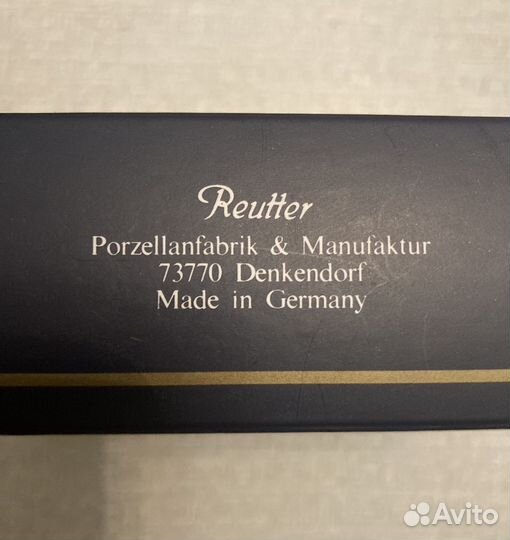 Reutter
Porzellanfabrik & Manufaktur
73770 Denkendorf
Made in Germany
Avito